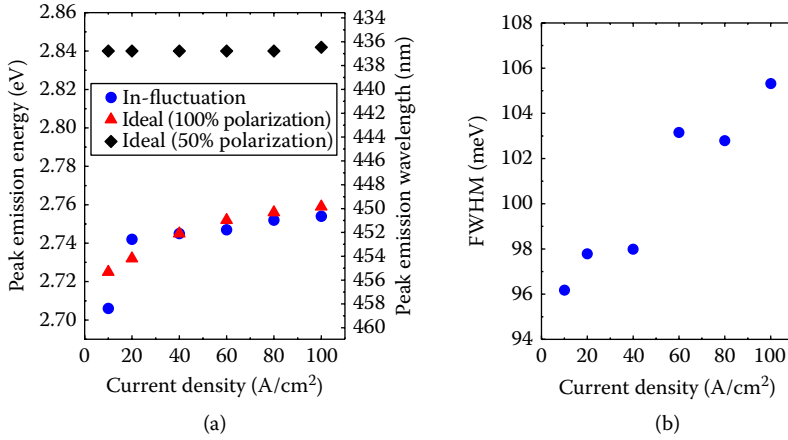 2.86
2.84
2.82
2.80
2.78
2.76
2.74
2.72
2.70
Peak emission energy (eV)
434
436
438
440
442
444
446
448
450
452
454
456
458
460
Peak emission wavelength (nm)
In-fluctuation
Ideal (100% polarization)
Ideal (50% polarization)
0 20 40 60 80 100
Current density (A/cm²)
(a)
108
106
104
102
100
98
96
94
FWHM (meV)
0 20 40 60 80 100
Current density (A/cm²)
(b)